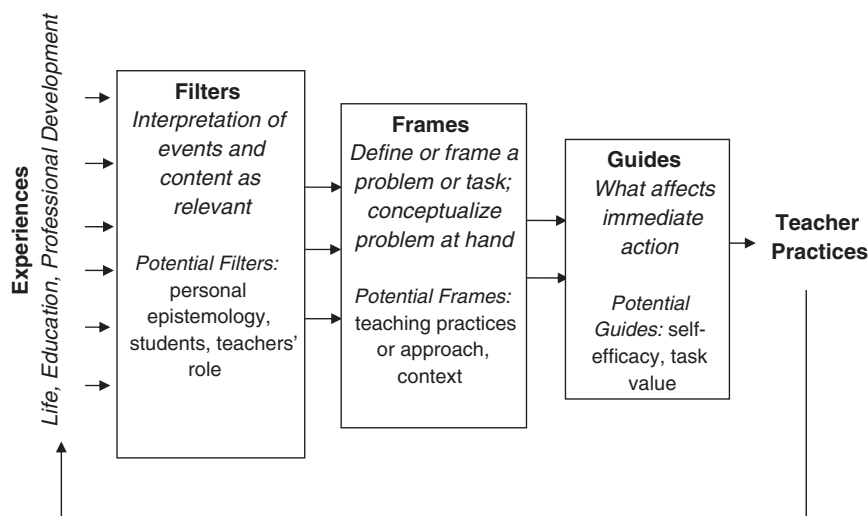 Experiences
Life, Education, Professional Development
Filters
Interpretation of
events and
content as
relevant
Potential Filters:
personal
epistemology,
students, teachers’
role
Frames
Define or frame a
problem or task;
conceptualize
problem at hand
Potential Frames:
teaching practices
or approach,
context
Guides
What affects
immediate
action
Potential
Guides: self-
efficacy, task
value
Teacher
Practices